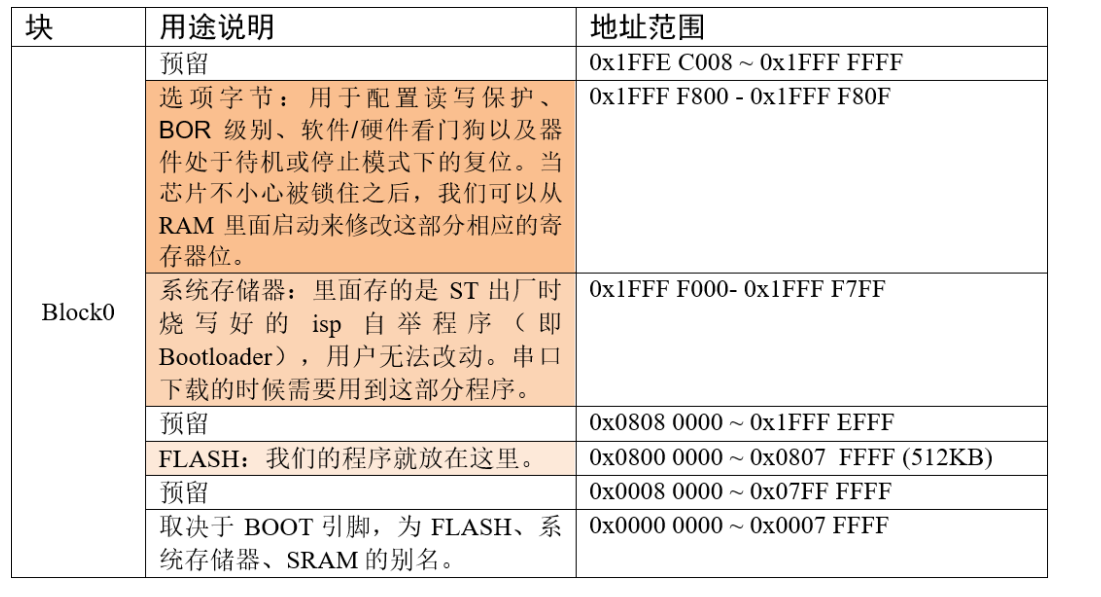 块 用途说明 地址范围
Block0
预留 0x1FFE C008 ~ 0x1FFF FFFF
选项字节：用于配置读写保护、 0x1FFF F800 - 0x1FFF F80F
BOR 级别、软件/硬件看门狗以及器
件处于待机或停止模式下的复位。当
芯片不小心被锁住之后，我们可以从
RAM 里面启动来修改这部分相应的寄
存器位。
系统存储器：里面存的是 ST 出厂时 0x1FFF F000- 0x1FFF F7FF
烧写好的 isp 自举程序（即
Bootloader），用户无法改动。串口
下载的时候需要用到这部分程序。
预留 0x0808 0000 ~ 0x1FFF EFFF
FLASH：我们的程序就放在这里。 0x0800 0000 ~ 0x0807 FFFF (512KB)
预留 0x0008 0000 ~ 0x07FF FFFF
取决于 BOOT 引脚，为 FLASH、系 0x0000 0000 ~ 0x0007 FFFF
统存储器、SRAM 的别名。